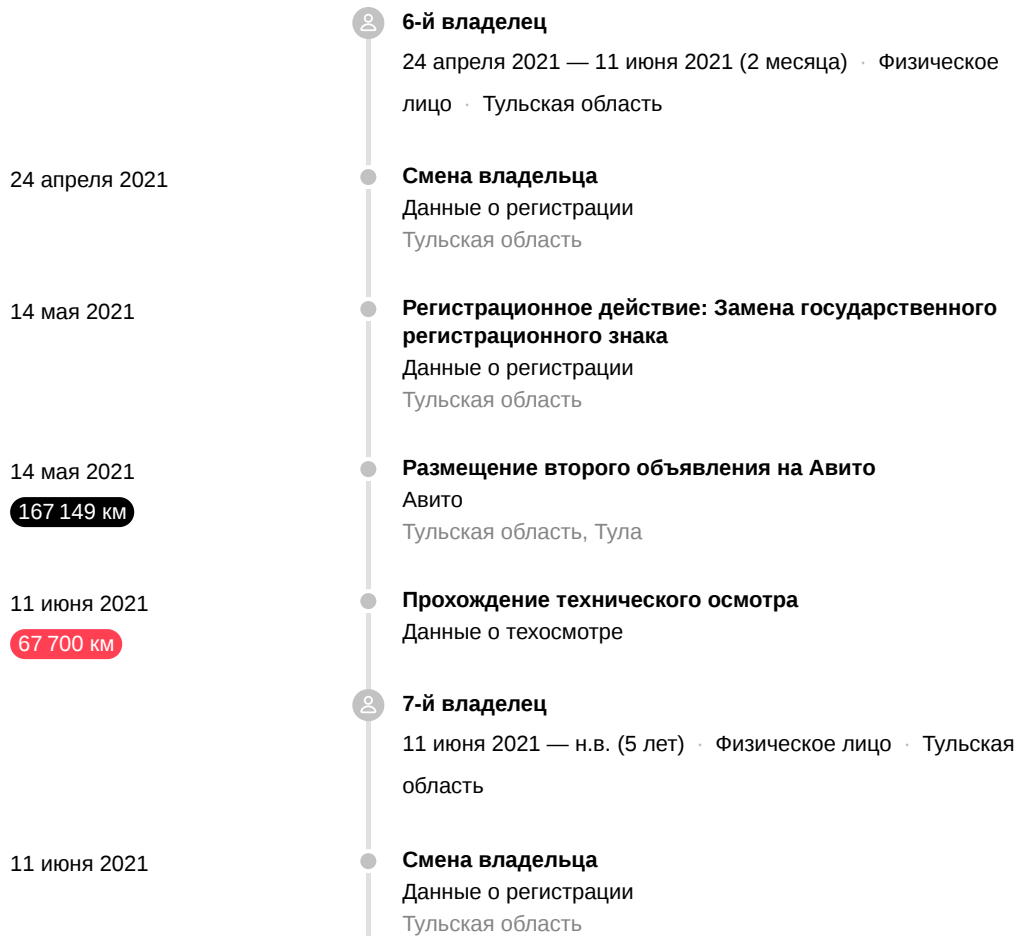 6-й владелец
24 апреля 2021 — 11 июня 2021 (2 месяца) · Физическое
лицо · Тульская область
24 апреля 2021
Смена владельца
Данные о регистрации
Тульская область
14 мая 2021
Регистрационное действие: Замена государственного
регистрационного знака
Данные о регистрации
Тульская область
14 мая 2021
167 149 км
Размещение второго объявления на Авито
Авито
Тульская область, Тула
11 июня 2021
67 700 км
Прохождение технического осмотра
Данные о техосмотре
7-й владелец
11 июня 2021 — н.в. (5 лет) · Физическое лицо · Тульская
область
11 июня 2021
Смена владельца
Данные о регистрации
Тульская область